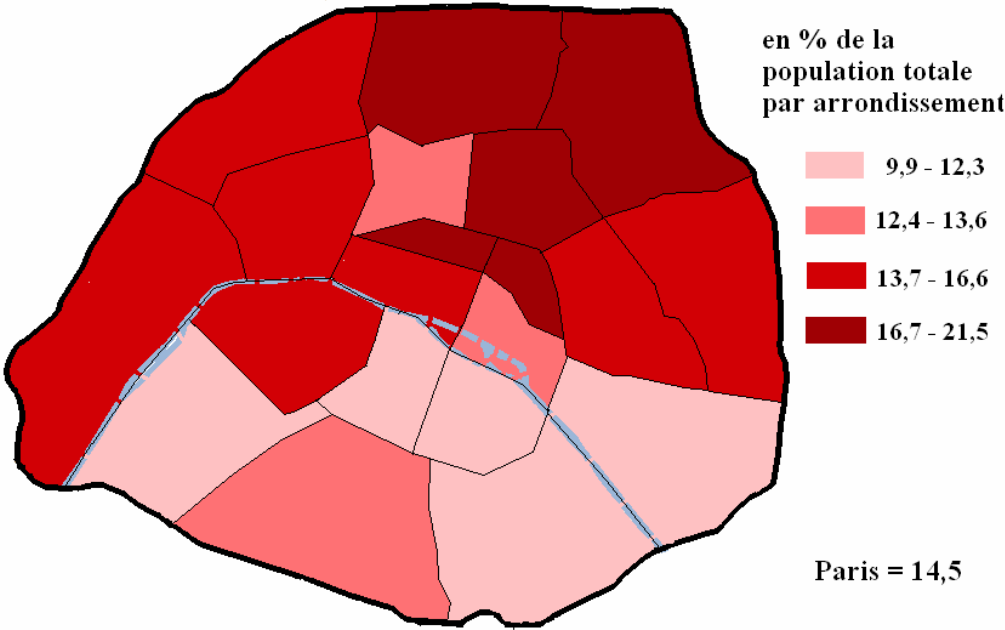 en % de la
population totale
par arrondissement
9,9 - 12,3
12,4 - 13,6
13,7 - 16,6
16,7 - 21,5
Paris = 14,5